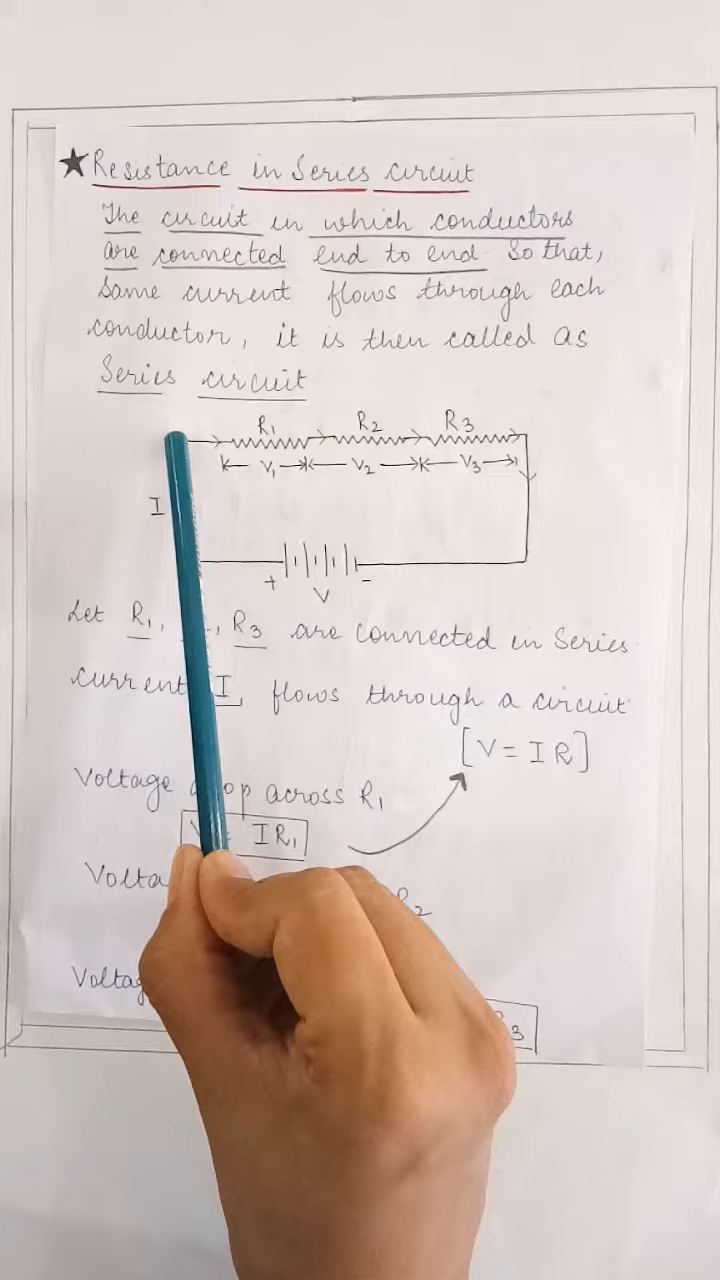 ★ Resistance in Series circuit
The circuit in which conductors
are connected end to end so that,
Same current flows through each
conductor, it is then called as
Series circuit
R1 R2 R3
V1 V2 V3
I
+ -
V
Let R1, , R3 are connected in Series
current I flows through a circuit
[V = IR]
Voltage across R1
IR1
R2
3